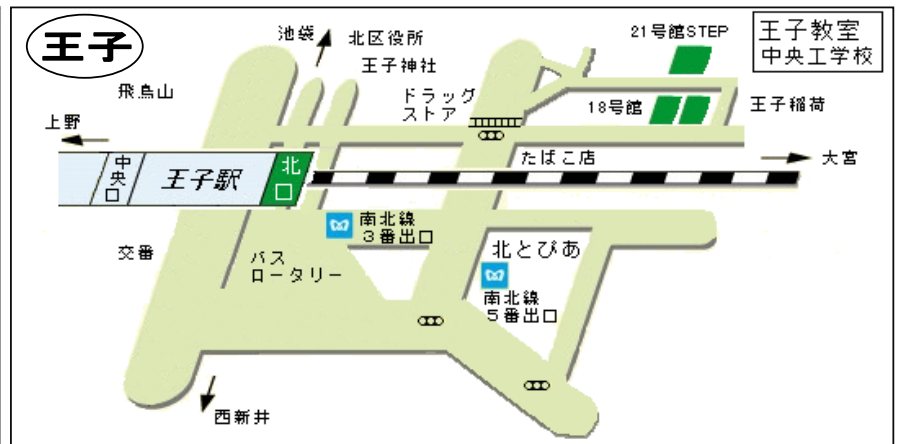 王子
池袋
北区役所
王子神社
21号館STEP
王子教室
中央工学校
飛鳥山
ドラッグ
ストア
18号館
王子稲荷
上野
たばこ店
大宮
中央口
王子駅
北口
南北線
3番出口
交番
バス
ロータリー
北とぴあ
南北線
5番出口
西新井